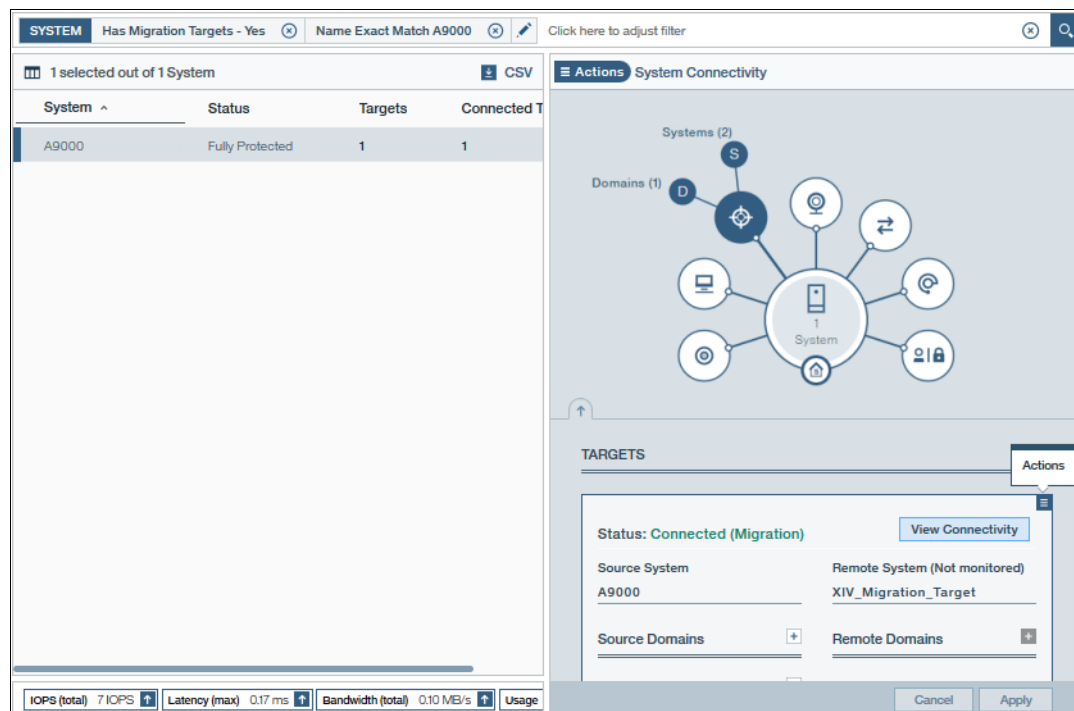 SYSTEM Has Migration Targets - Yes Name Exact Match A9000 Click here to adjust filter
1 selected out of 1 System CSV
System Status Targets Connected T
A9000 Fully Protected 1 1
Actions System Connectivity
Systems (2)
S
Domains (1)
D
1
System
TARGETS
Actions
Status: Connected (Migration) View Connectivity
Source System Remote System (Not monitored)
A9000 XIV_Migration_Target
Source Domains Remote Domains
IOPS (total) 7 IOPS Latency (max) 0.17 ms Bandwidth (total) 0.10 MB/s Usage
Cancel Apply